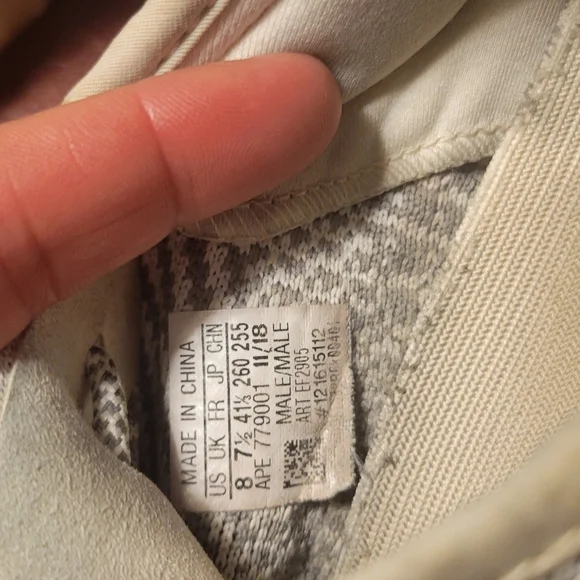 MADE IN CHINA
US UK FR JP CHN
8 7½ 41⅓ 260 255
APE 779001 11/18
MALE/MÂLE
ART EF2905
#121615112